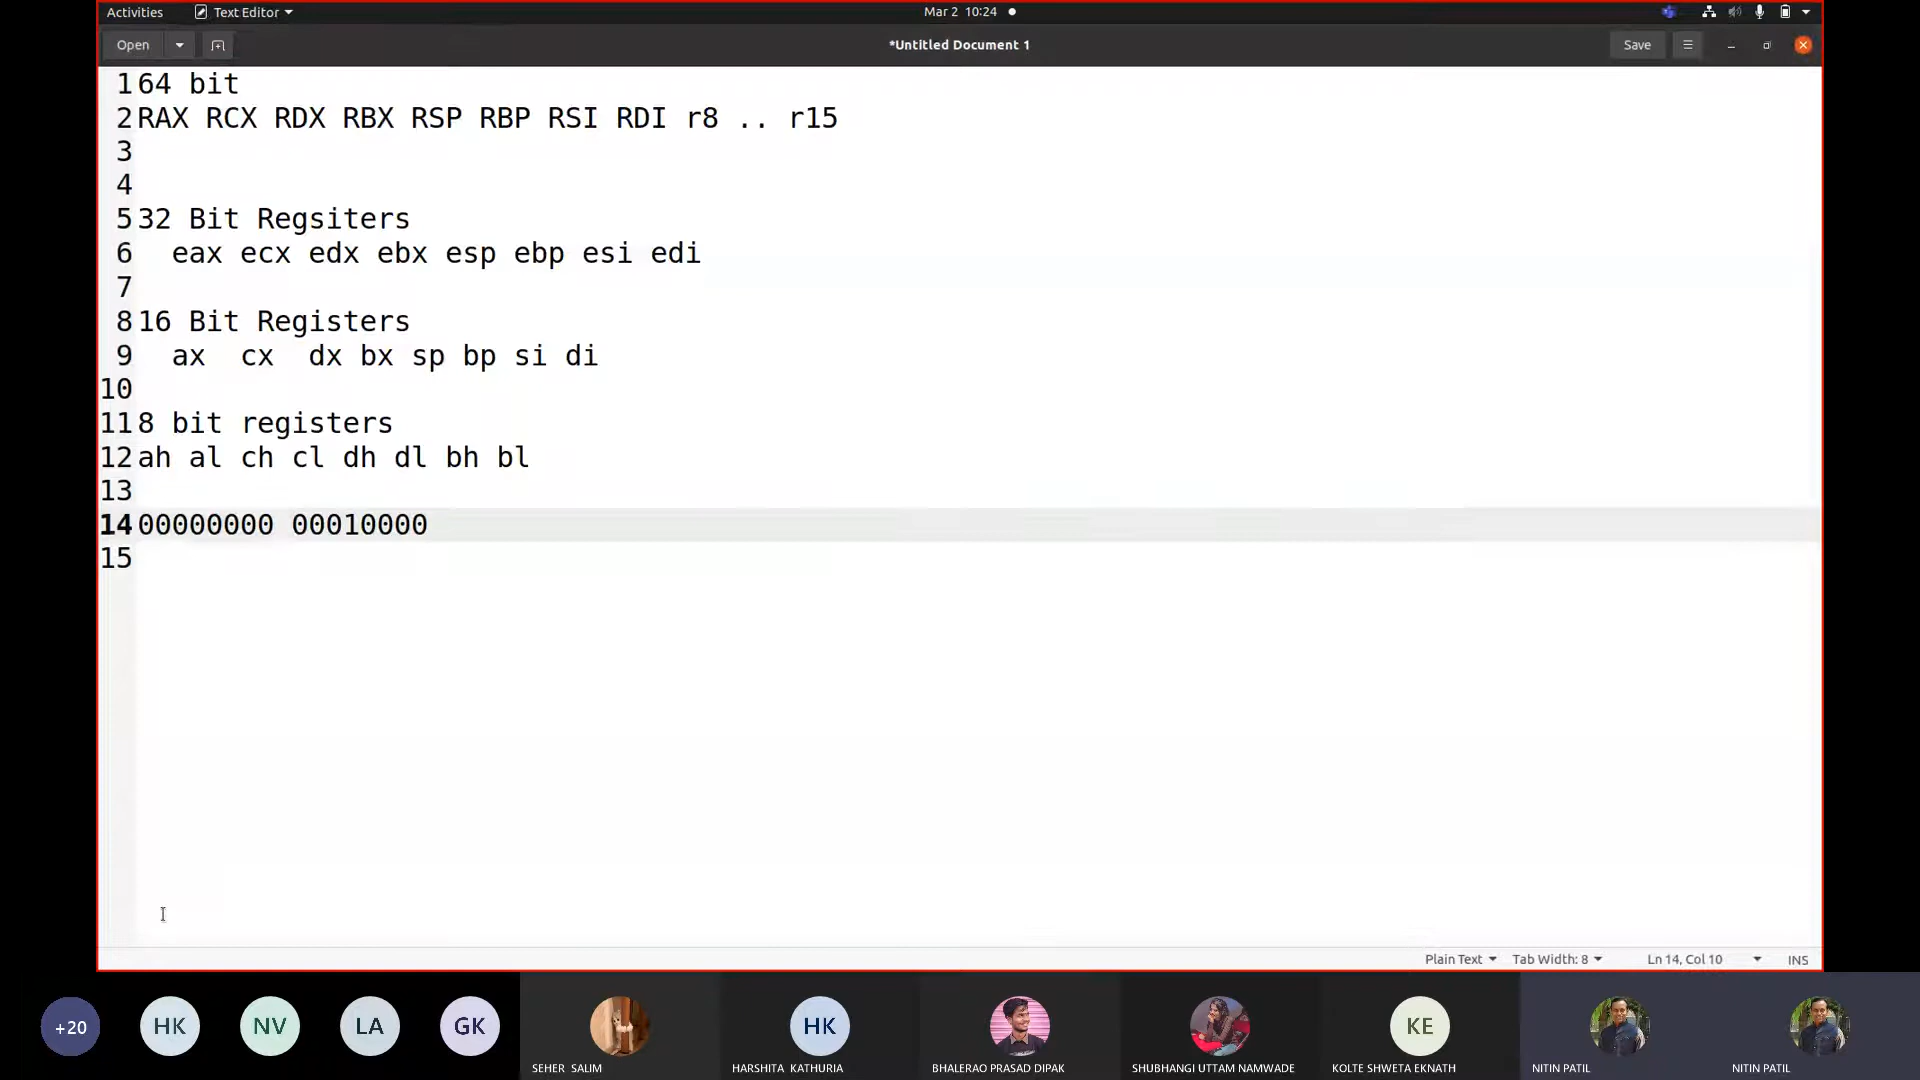 Activities Text Editor Mar 2 10:24
Open *Untitled Document 1 Save
1 64 bit
2 RAX RCX RDX RBX RSP RBP RSI RDI r8 .. r15
3
4
5 32 Bit Regsiters
6 eax ecx edx ebx esp ebp esi edi
7
8 16 Bit Registers
9 ax cx dx bx sp bp si di
10
11 8 bit registers
12 ah al ch cl dh dl bh bl
13
14 00000000 00010000
15
Plain Text Tab Width: 8 Ln 14, Col 10 INS
+20 HK NV LA GK HK KE
SEHER SALIM HARSHITA KATHURIA BHALERAO PRASAD DIPAK SHUBHANGI UTTAM NAMWADE KOLTE SHWETA EKNATH NITIN PATIL NITIN PATIL